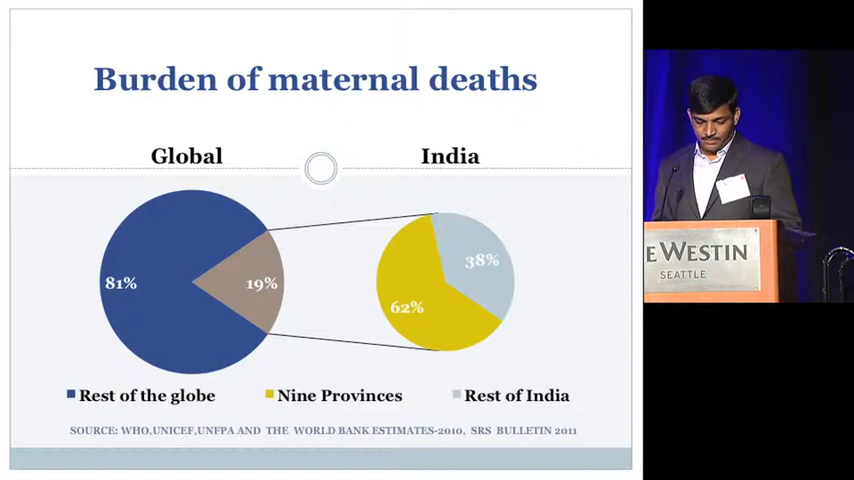 Burden of maternal deaths
Global
India
81%
19%
38%
62%
Rest of the globe
Nine Provinces
Rest of India
SOURCE: WHO,UNICEF,UNFPA AND THE WORLD BANK ESTIMATES-2010, SRS BULLETIN 2011
E WESTIN
SEATTLE